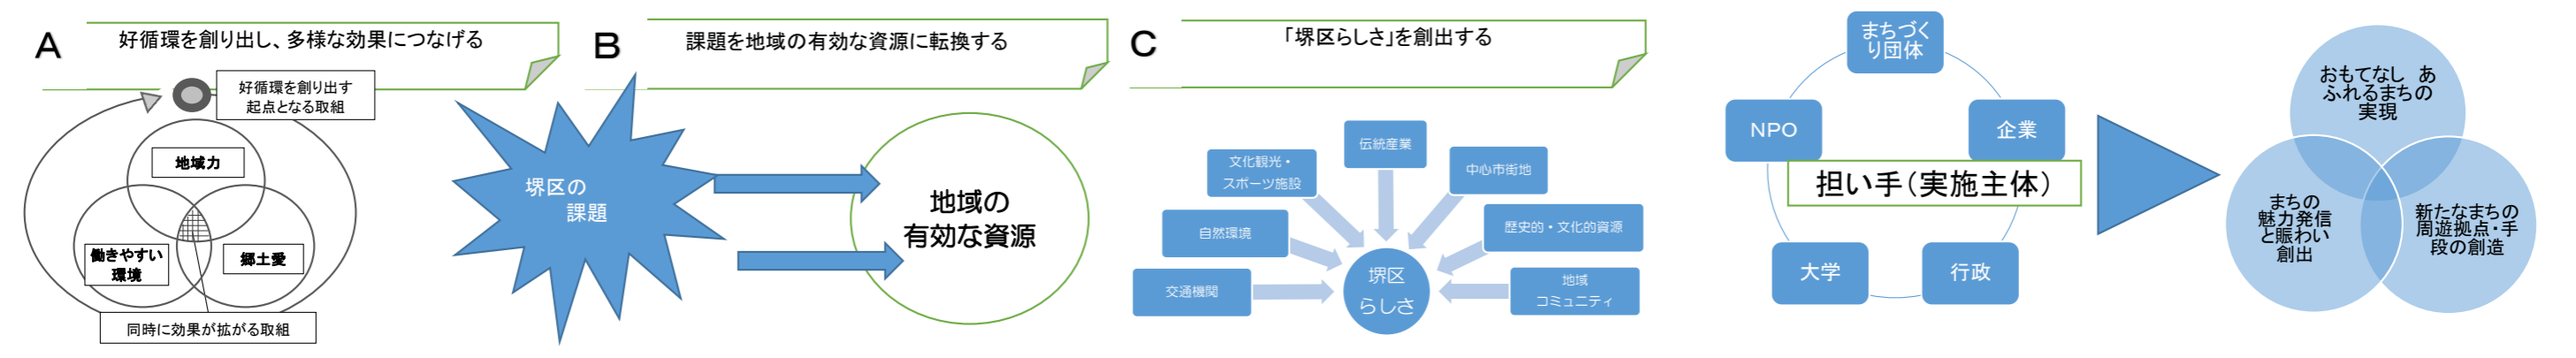 A
好循環を創り出し、多様な効果につなげる
好循環を創り出す
起点となる取組
地域力
働きやすい
環境
郷土愛
同時に効果が拡がる取組
B
課題を地域の有効な資源に転換する
堺区の
課題
地域の
有効な資源
C
「堺区らしさ」を創出する
伝統産業
文化観光・
スポーツ施設
中心市街地
自然環境
歴史的・文化的資源
交通機関
地域
コミュニティ
堺区
らしさ
まちづく
り団体
NPO
企業
担い手（実施主体）
大学
行政
おもてなし　あ
ふれるまちの
実現
まちの
魅力発信
と賑わい
創出
新たなまちの
周遊拠点・手
段の創造